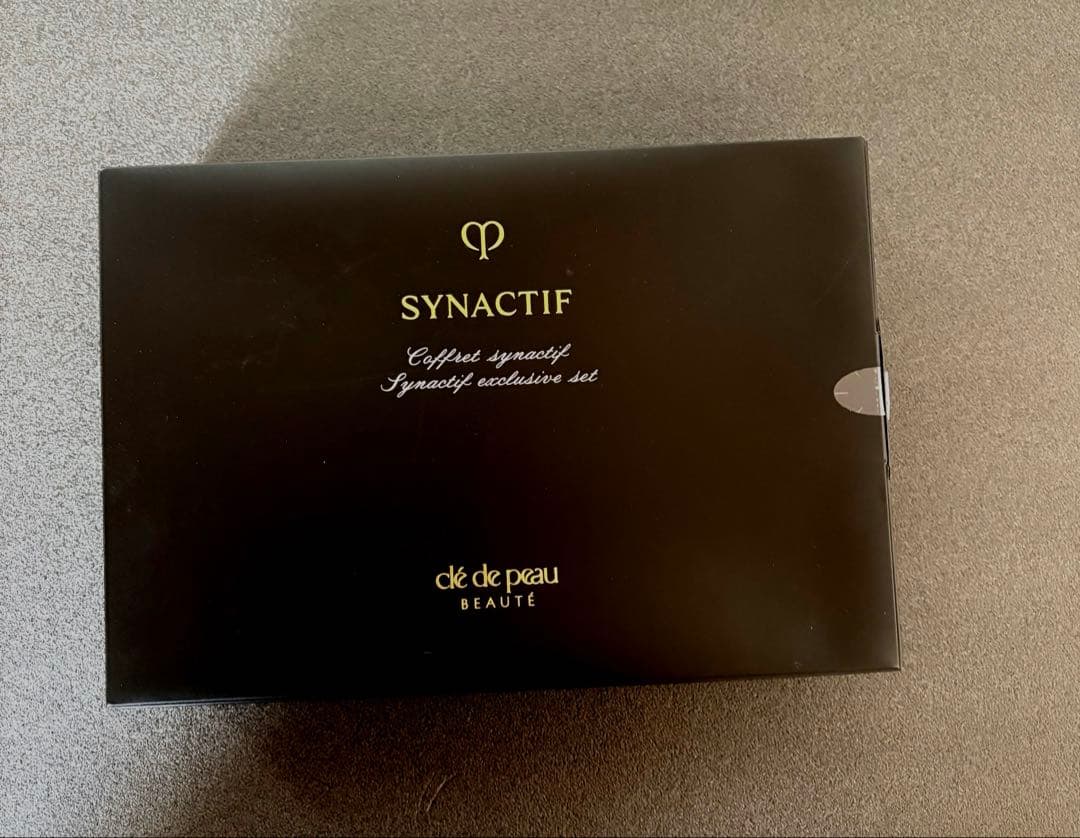 SYNACTIF
Coffret synactif
Synactif exclusive set
clé de peau
BEAUTÉ